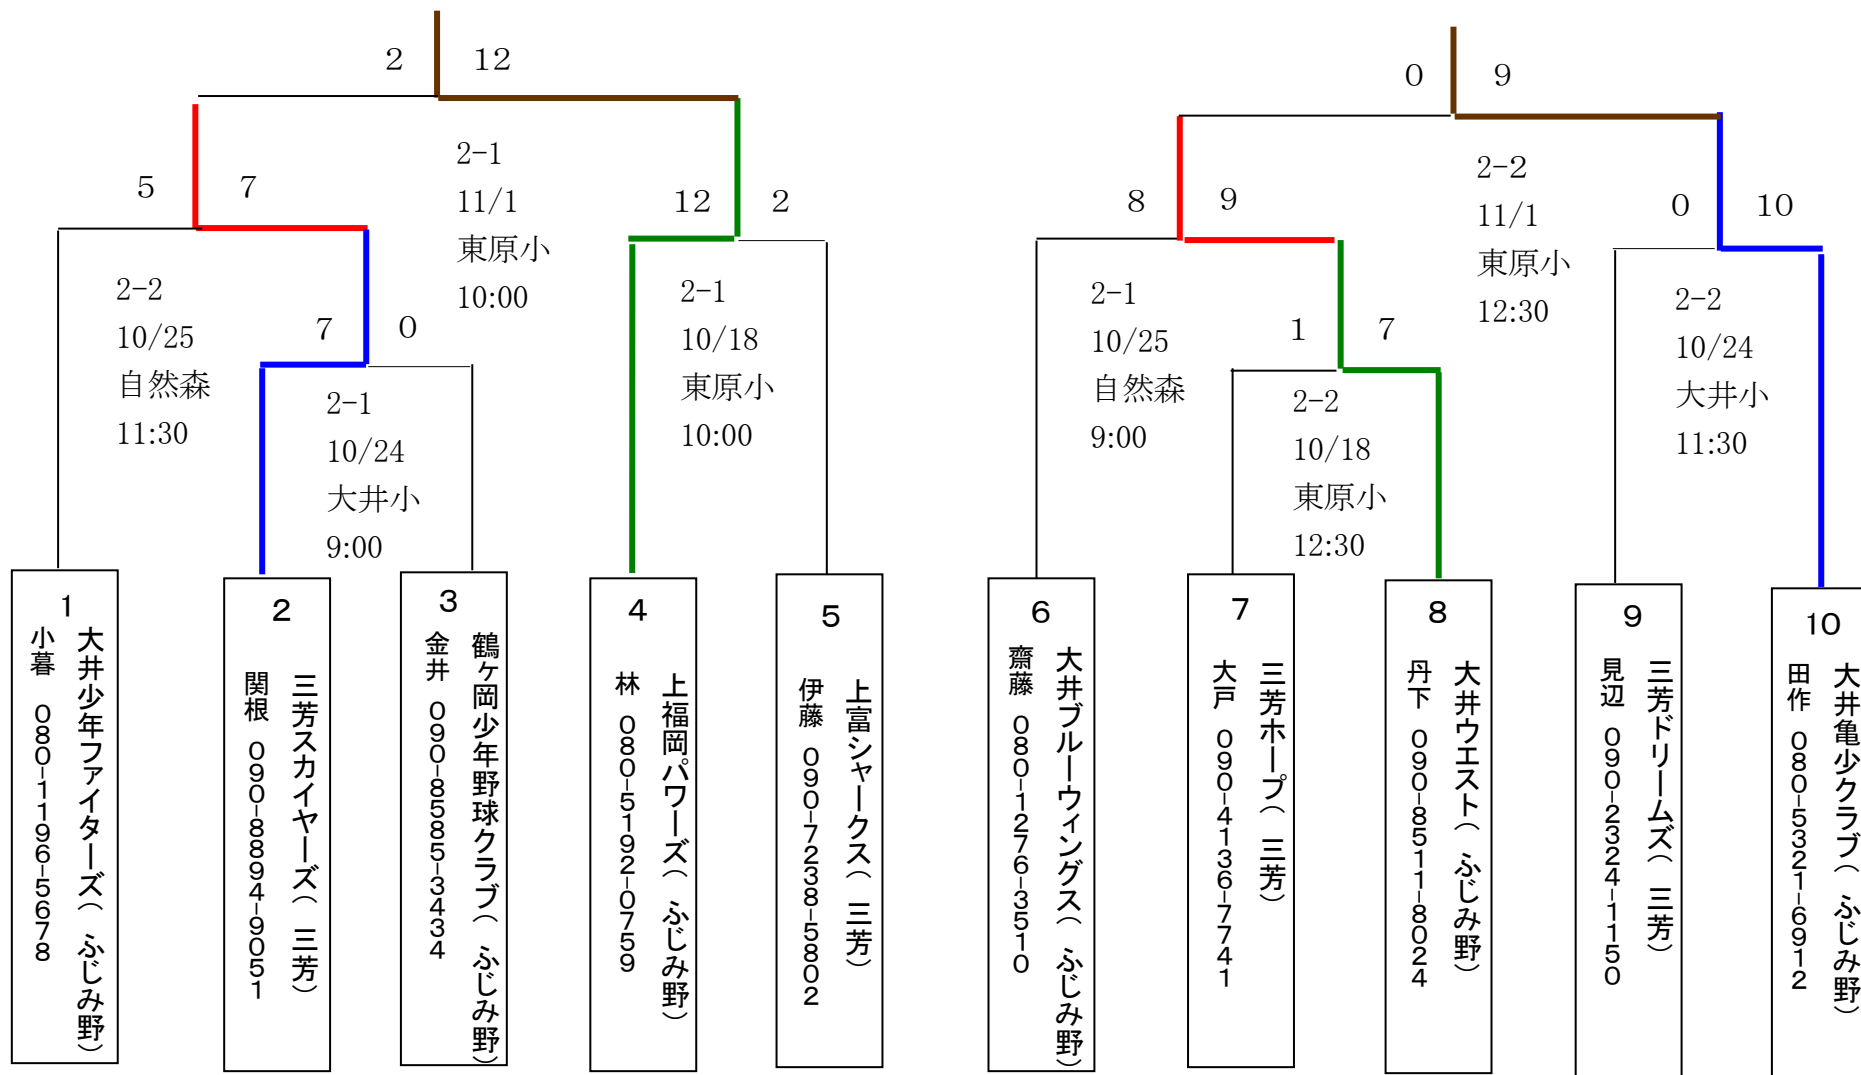 2 12
0 9
2-1
11/1
東原小
10:00
2-2
11/1
東原小
12:30
5 7
12 2
8 9
0 10
2-2
10/25
自然森
11:30
7 0
2-1
10/24
大井小
9:00
2-1
10/18
東原小
10:00
2-1
10/25
自然森
9:00
1 7
2-2
10/18
東原小
12:30
2-2
10/24
大井小
11:30
1
大井少年ファイターズ(ふじみ野)
小暮 080-1196-5678
2
三芳スカイヤーズ(三芳)
関根 090-8894-9051
3
鶴ヶ岡少年野球クラブ(ふじみ野)
金井 090-8585-3434
4
上福岡パワーズ(ふじみ野)
林 080-5192-0759
5
上富シャークス(三芳)
伊藤 090-7238-5802
6
大井ブルーウィングス(ふじみ野)
齋藤 080-1276-3510
7
三芳ホープ(三芳)
大戸 090-4136-7741
8
大井ウエスト(ふじみ野)
丹下 090-8511-8024
9
三芳ドリームズ(三芳)
見辺 090-2324-1150
10
大井亀少クラブ(ふじみ野)
田作 080-5321-6912